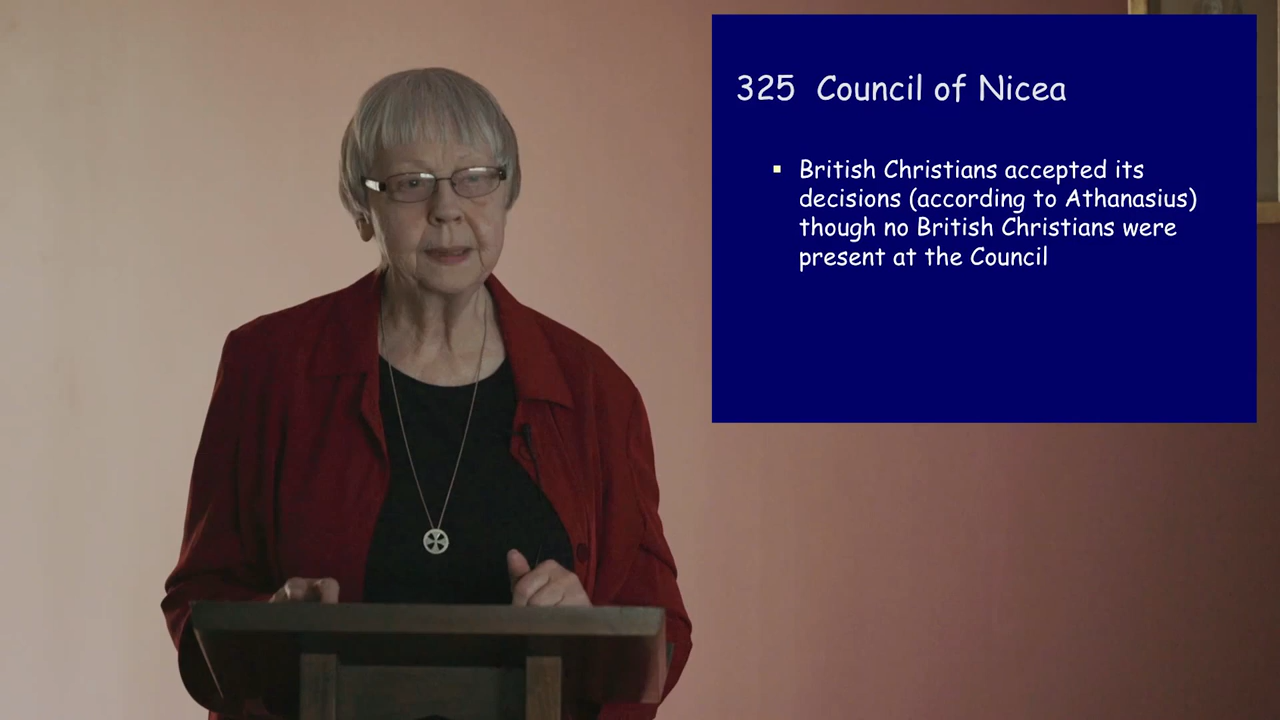 325 Council of Nicea
British Christians accepted its
decisions (according to Athanasius)
though no British Christians were
present at the Council